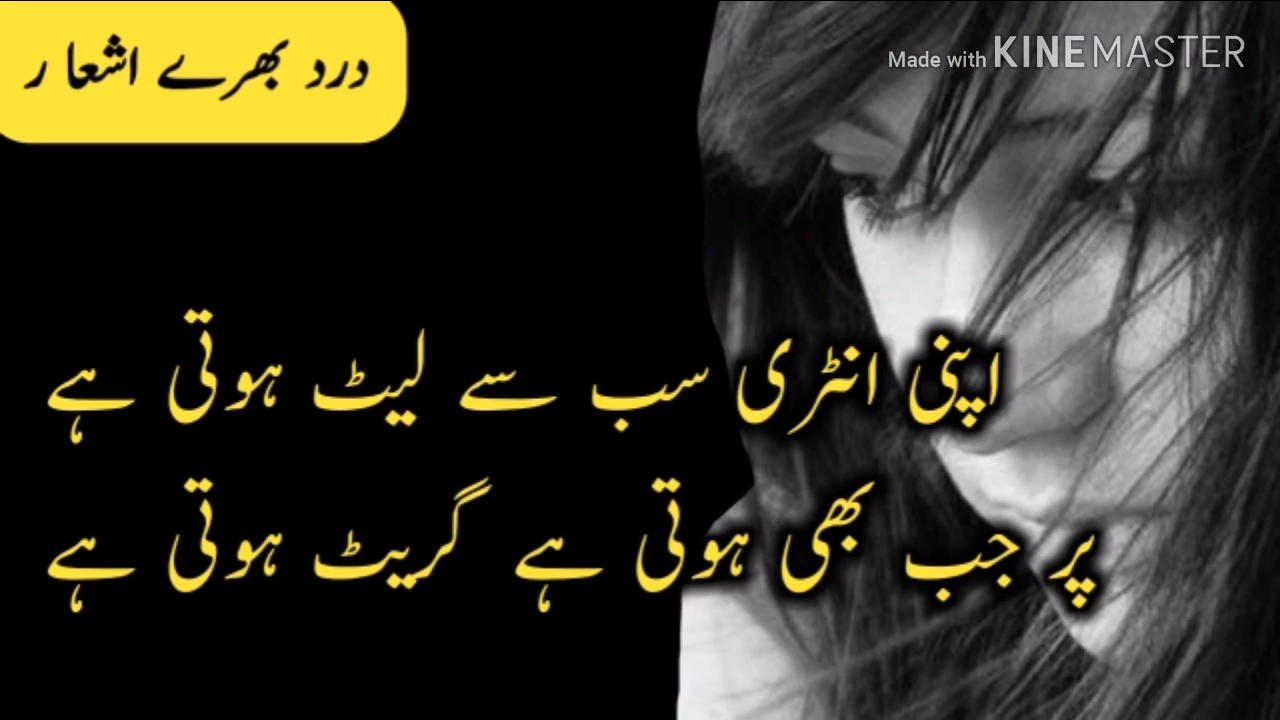 درد بھرے اشعا ر
Made with KINEMASTER
اپنی انٹری سب سے لیٹ ہوتی ہے
پر جب بھی ہوتی ہے گریٹ ہوتی ہے